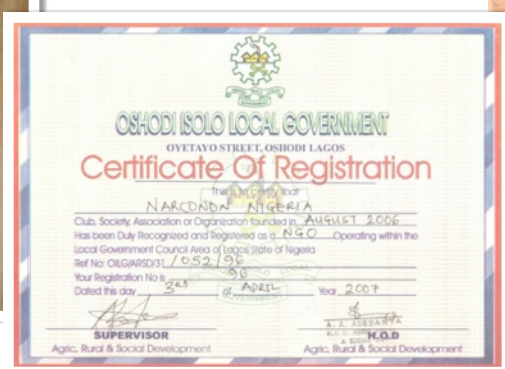 OSHODI ISOLO LOCAL GOVERNMENT
OYETAYO STREET, OSHODI LAGOS
Certificate Of Registration
This is to certify that
NARCONDA NIGERIA
Club, Society, Association or Organization founded in AUGUST 2006
Has been Duly Recognized and Registered as a NGO Operating within the
Local Government Council Area of Lagos State of Nigeria
Ref No: OILG/ARSD/31/052/96
Your Registration No is 96
Dated this day 3RD of APRIL Year 2007
A. A. ADEBANYA
SUPERVISOR H.O.D
Agric, Rural & Social Development Agric, Rural & Social Development